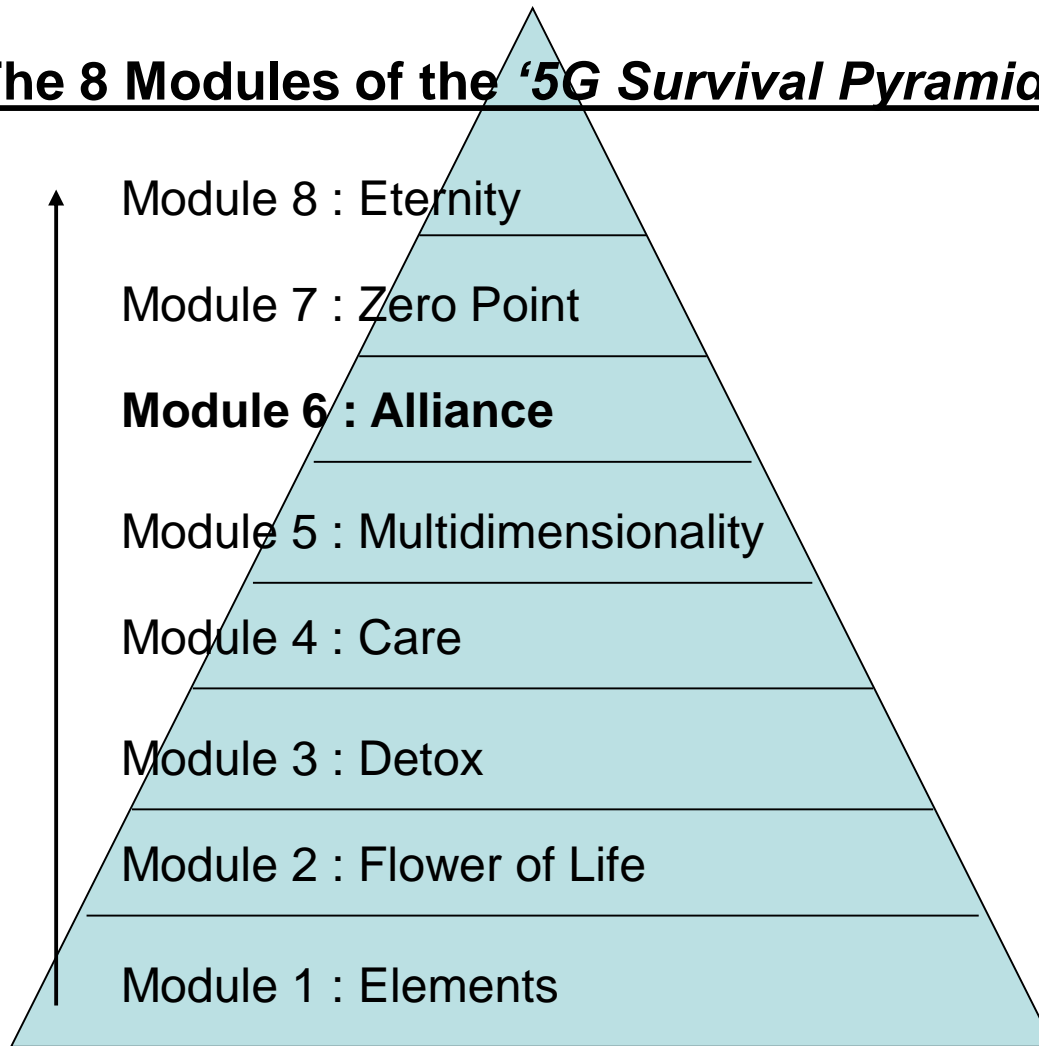 he 8 Modules of the ‘5G Survival Pyramid
Module 8 : Eternity
Module 7 : Zero Point
Module 6 : Alliance
Module 5 : Multidimensionality
Module 4 : Care
Module 3 : Detox
Module 2 : Flower of Life
Module 1 : Elements